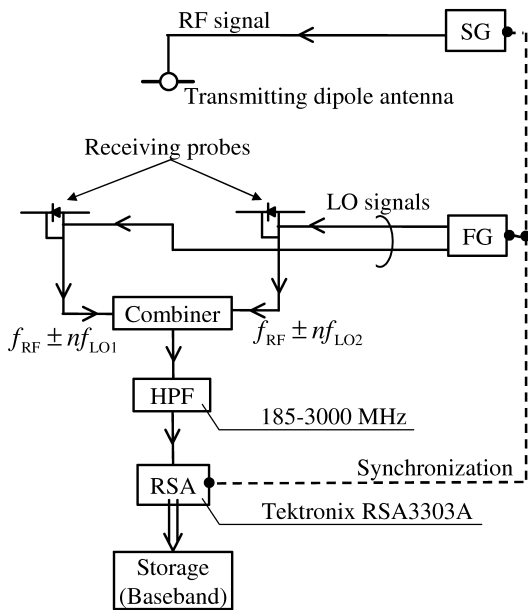 RF signal
SG
Transmitting dipole antenna
Receiving probes
LO signals
FG
Combiner
f_RF ± nf_LO1
f_RF ± nf_LO2
HPF
185-3000 MHz
Synchronization
RSA
Tektronix RSA3303A
Storage
(Baseband)